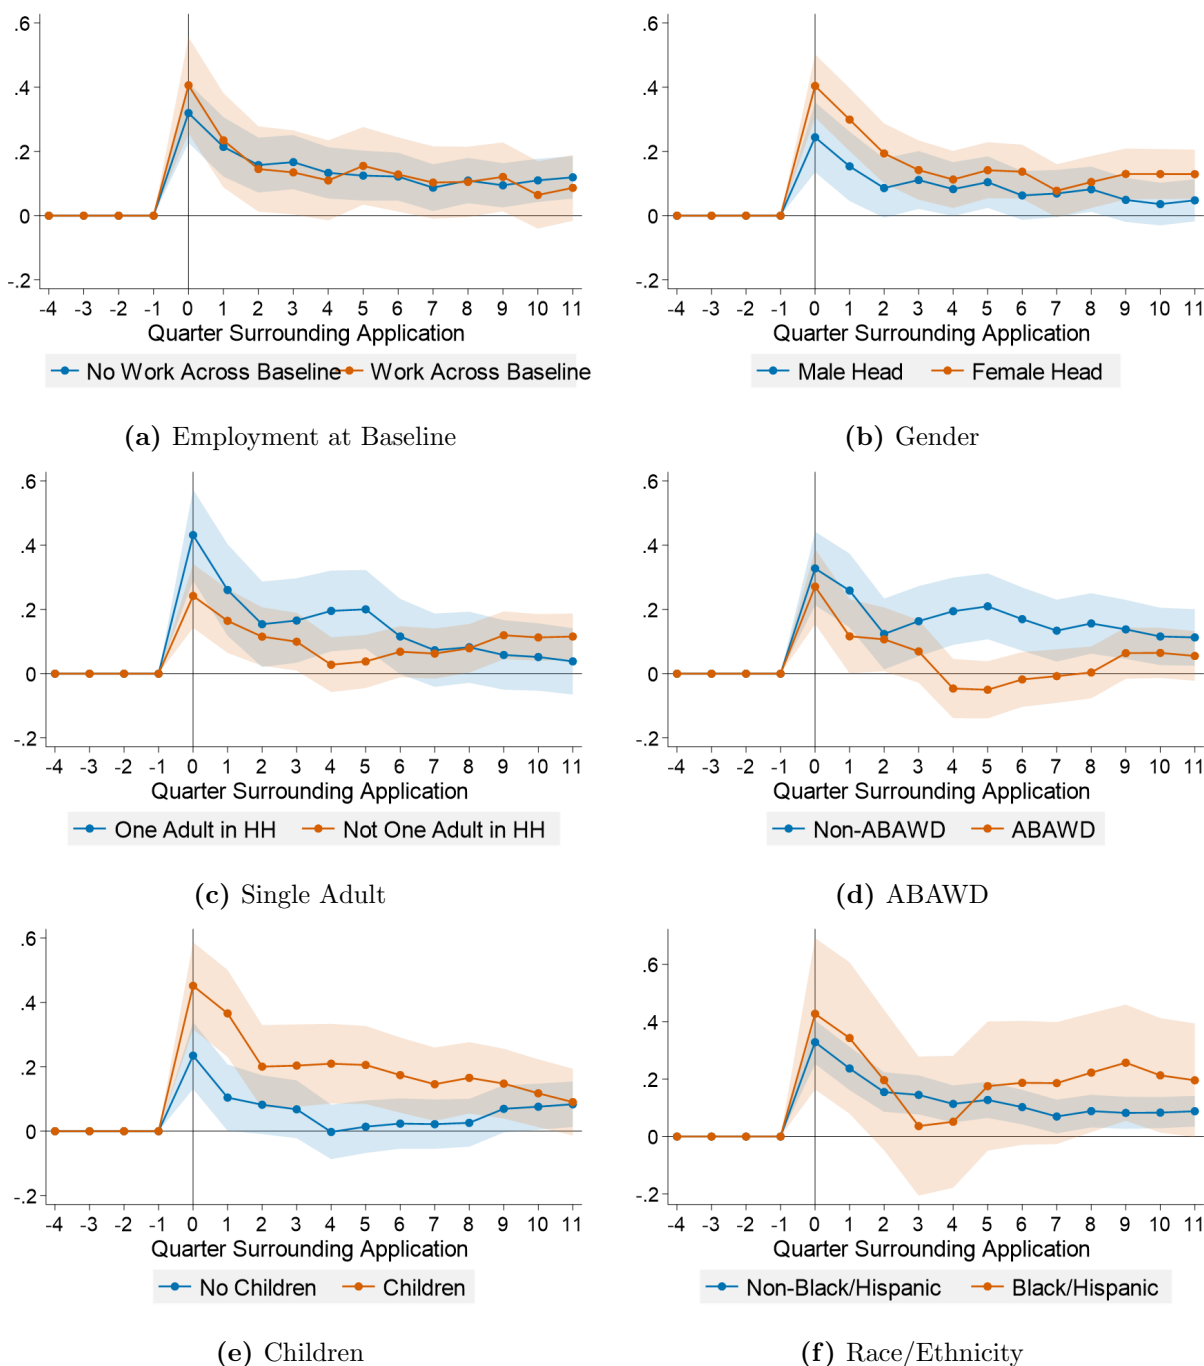 .6
.4
.2
0
-.2
-4 -3 -2 -1 0 1 2 3 4 5 6 7 8 9 10 11
Quarter Surrounding Application
No Work Across Baseline Work Across Baseline
(a) Employment at Baseline
.6
.4
.2
0
-.2
-4 -3 -2 -1 0 1 2 3 4 5 6 7 8 9 10 11
Quarter Surrounding Application
Male Head Female Head
(b) Gender
.6
.4
.2
0
-.2
-4 -3 -2 -1 0 1 2 3 4 5 6 7 8 9 10 11
Quarter Surrounding Application
One Adult in HH Not One Adult in HH
(c) Single Adult
.6
.4
.2
0
-.2
-4 -3 -2 -1 0 1 2 3 4 5 6 7 8 9 10 11
Quarter Surrounding Application
Non-ABAWD ABAWD
(d) ABAWD
.6
.4
.2
0
-.2
-4 -3 -2 -1 0 1 2 3 4 5 6 7 8 9 10 11
Quarter Surrounding Application
No Children Children
(e) Children
.6
.4
.2
0
-.2
-4 -3 -2 -1 0 1 2 3 4 5 6 7 8 9 10 11
Quarter Surrounding Application
Non-Black/Hispanic Black/Hispanic
(f) Race/Ethnicity